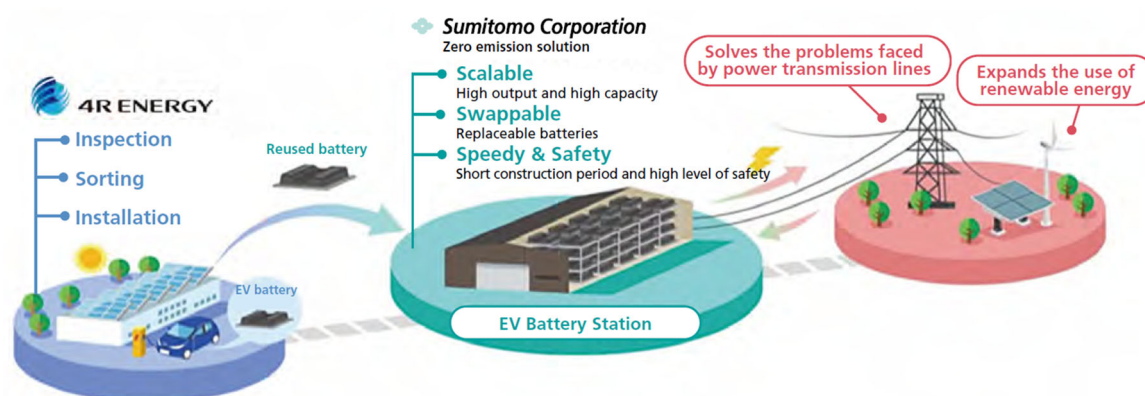 4R ENERGY
Inspection
Sorting
Installation
EV battery
Reused battery
Sumitomo Corporation
Zero emission solution
Scalable
High output and high capacity
Swappable
Replaceable batteries
Speedy & Safety
Short construction period and high level of safety
EV Battery Station
Solves the problems faced
by power transmission lines
Expands the use of
renewable energy